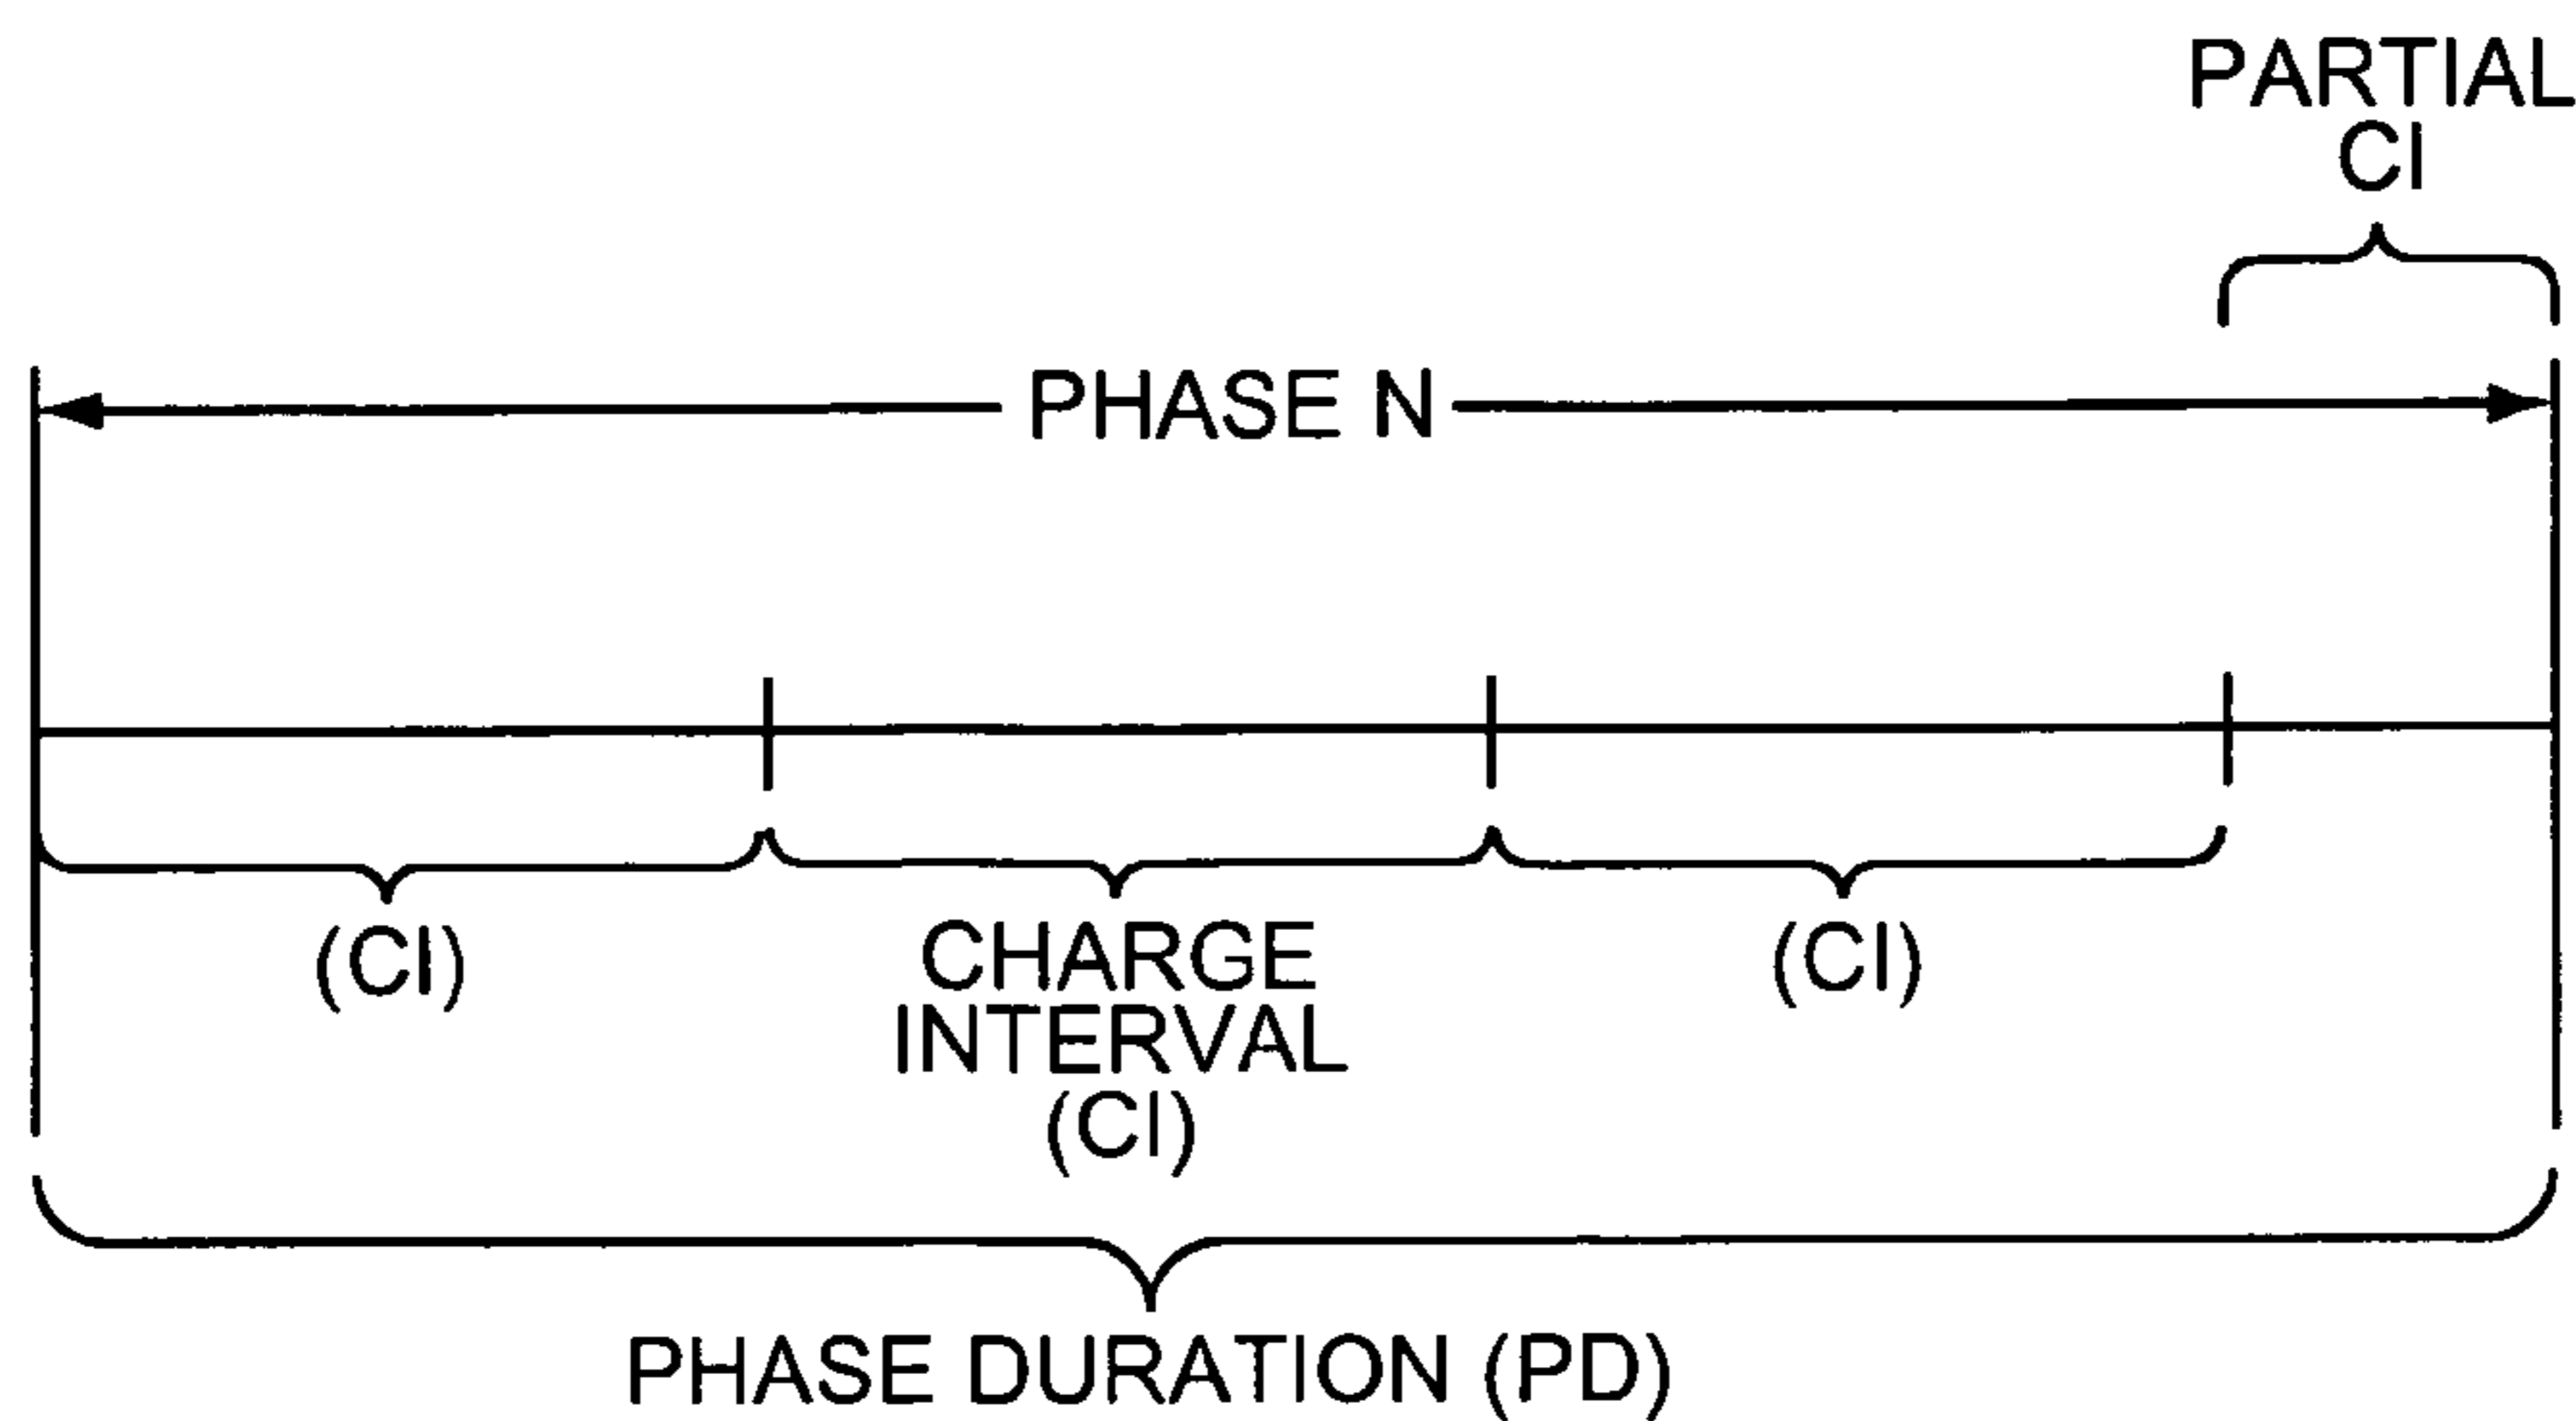 PARTIAL
CI
PHASE N
(CI)
CHARGE
INTERVAL
(CI)
(CI)
PHASE DURATION (PD)